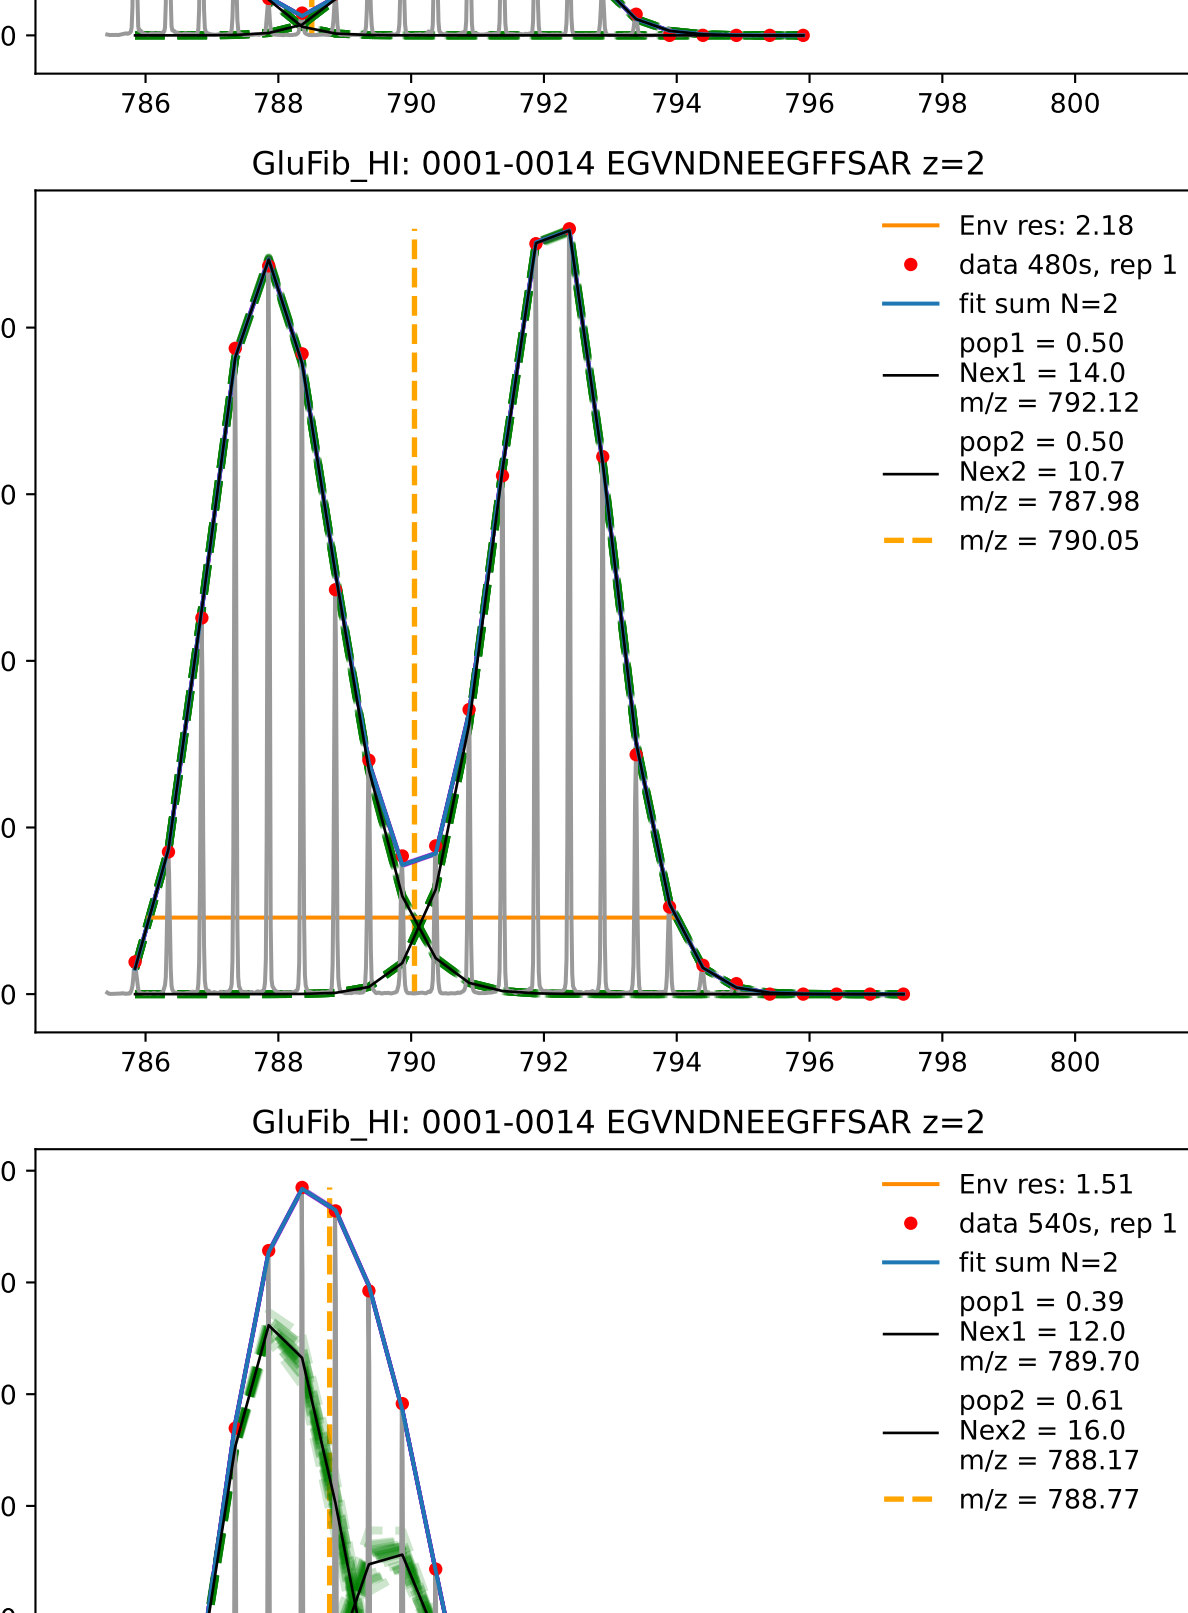 0
786 788 790 792 794 796 798 800
GluFib_HI: 0001-0014 EGVNDNEEGFFSAR z=2
Env res: 2.18
data 480s, rep 1
fit sum N=2
pop1 = 0.50
Nex1 = 14.0
m/z = 792.12
pop2 = 0.50
Nex2 = 10.7
m/z = 787.98
m/z = 790.05
0
0
0
0
0
786 788 790 792 794 796 798 800
GluFib_HI: 0001-0014 EGVNDNEEGFFSAR z=2
Env res: 1.51
data 540s, rep 1
fit sum N=2
pop1 = 0.39
Nex1 = 12.0
m/z = 789.70
pop2 = 0.61
Nex2 = 16.0
m/z = 788.17
m/z = 788.77
0
0
0
0